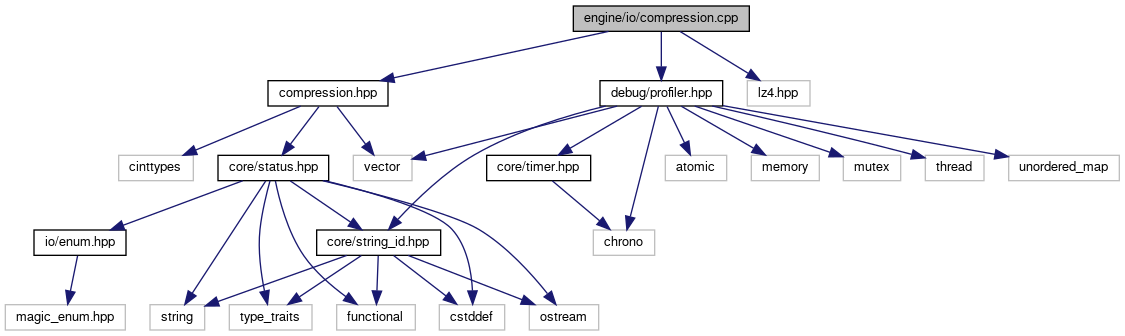 engine/io/compression.cpp
compression.hpp
debug/profiler.hpp
lz4.hpp
cinttypes
core/status.hpp
vector
core/timer.hpp
atomic
memory
mutex
thread
unordered_map
io/enum.hpp
core/string_id.hpp
chrono
magic_enum.hpp
string
type_traits
functional
cstddef
ostream